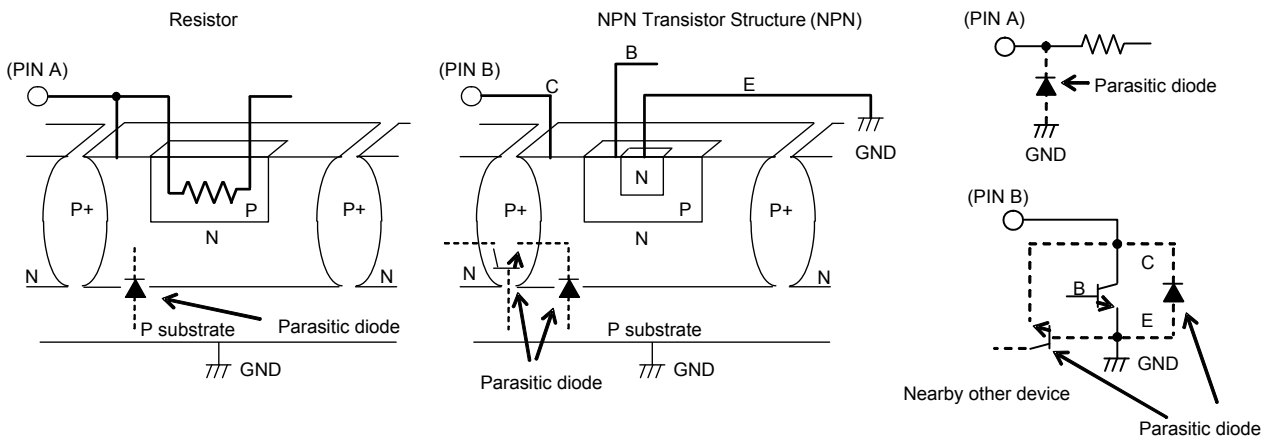 Resistor
(PIN A)
P+
P
P+
N
N
N
P substrate
Parasitic diode
GND
NPN Transistor Structure (NPN)
B
(PIN B)
C
E
GND
N
P+
P
P+
N
N
N
P substrate
Parasitic diode
GND
(PIN A)
Parasitic diode
GND
(PIN B)
C
B
E
GND
Nearby other device
Parasitic diode